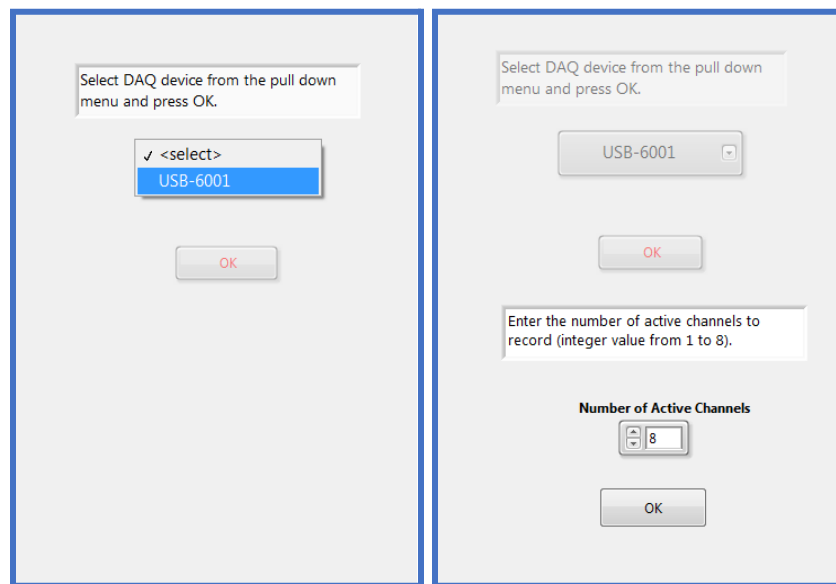 Select DAQ device from the pull down
menu and press OK.
✓ <select>
USB-6001
OK
Select DAQ device from the pull down
menu and press OK.
USB-6001
OK
Enter the number of active channels to
record (integer value from 1 to 8).
Number of Active Channels
8
OK